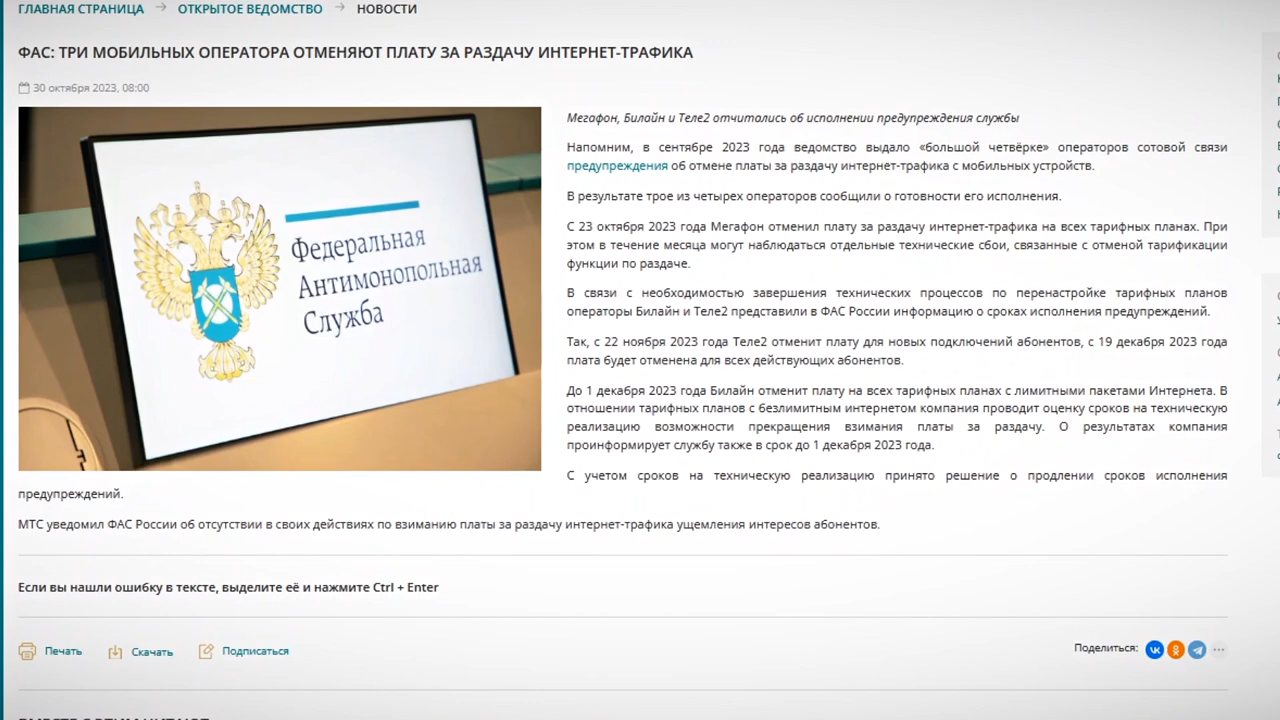 ГЛАВНАЯ СТРАНИЦА → ОТКРЫТОЕ ВЕДОМСТВО → НОВОСТИ
ФАС: ТРИ МОБИЛЬНЫХ ОПЕРАТОРА ОТМЕНЯЮТ ПЛАТУ ЗА РАЗДАЧУ ИНТЕРНЕТ-ТРАФИКА
30 октября 2023, 08:00
Федеральная
Антимонопольная
Служба
Мегафон, Билайн и Теле2 отчитались об исполнении предупреждения службы
Напомним, в сентябре 2023 года ведомство выдало «большой четвёрке» операторов сотовой связи
предупреждения об отмене платы за раздачу интернет-трафика с мобильных устройств.
В результате трое из четырех операторов сообщили о готовности его исполнения.
С 23 октября 2023 года Мегафон отменил плату за раздачу интернет-трафика на всех тарифных планах. При
этом в течение месяца могут наблюдаться отдельные технические сбои, связанные с отменой тарификации
функции по раздаче.
В связи с необходимостью завершения технических процессов по перенастройке тарифных планов
операторы Билайн и Теле2 представили в ФАС России информацию о сроках исполнения предупреждений.
Так, с 22 ноября 2023 года Теле2 отменит плату для новых подключений абонентов, с 19 декабря 2023 года
плата будет отменена для всех действующих абонентов.
До 1 декабря 2023 года Билайн отменит плату на всех тарифных планах с лимитными пакетами Интернета. В
отношении тарифных планов с безлимитным интернетом компания проводит оценку сроков на техническую
реализацию возможности прекращения взимания платы за раздачу. О результатах компания
проинформирует службу также в срок до 1 декабря 2023 года.
С учетом сроков на техническую реализацию принято решение о продлении сроков исполнения
предупреждений.
МТС уведомил ФАС России об отсутствии в своих действиях по взиманию платы за раздачу интернет-трафика ущемления интересов абонентов.
Если вы нашли ошибку в тексте, выделите её и нажмите Ctrl + Enter
Печать Скачать Подписаться
Поделиться: